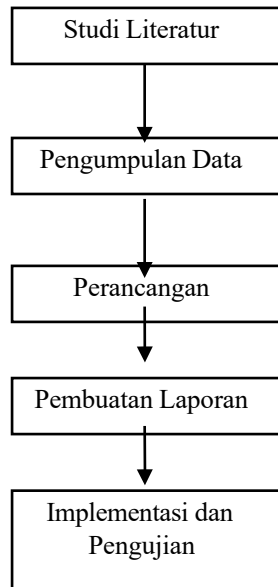 Studi Literatur
Pengumpulan Data
Perancangan
Pembuatan Laporan
Implementasi dan
Pengujian